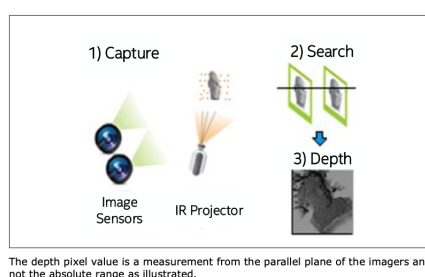 1) Capture
2) Search
3) Depth
Image
Sensors
IR Projector
The depth pixel value is a measurement from the parallel plane of the imagers an
not the absolute range as illustrated.